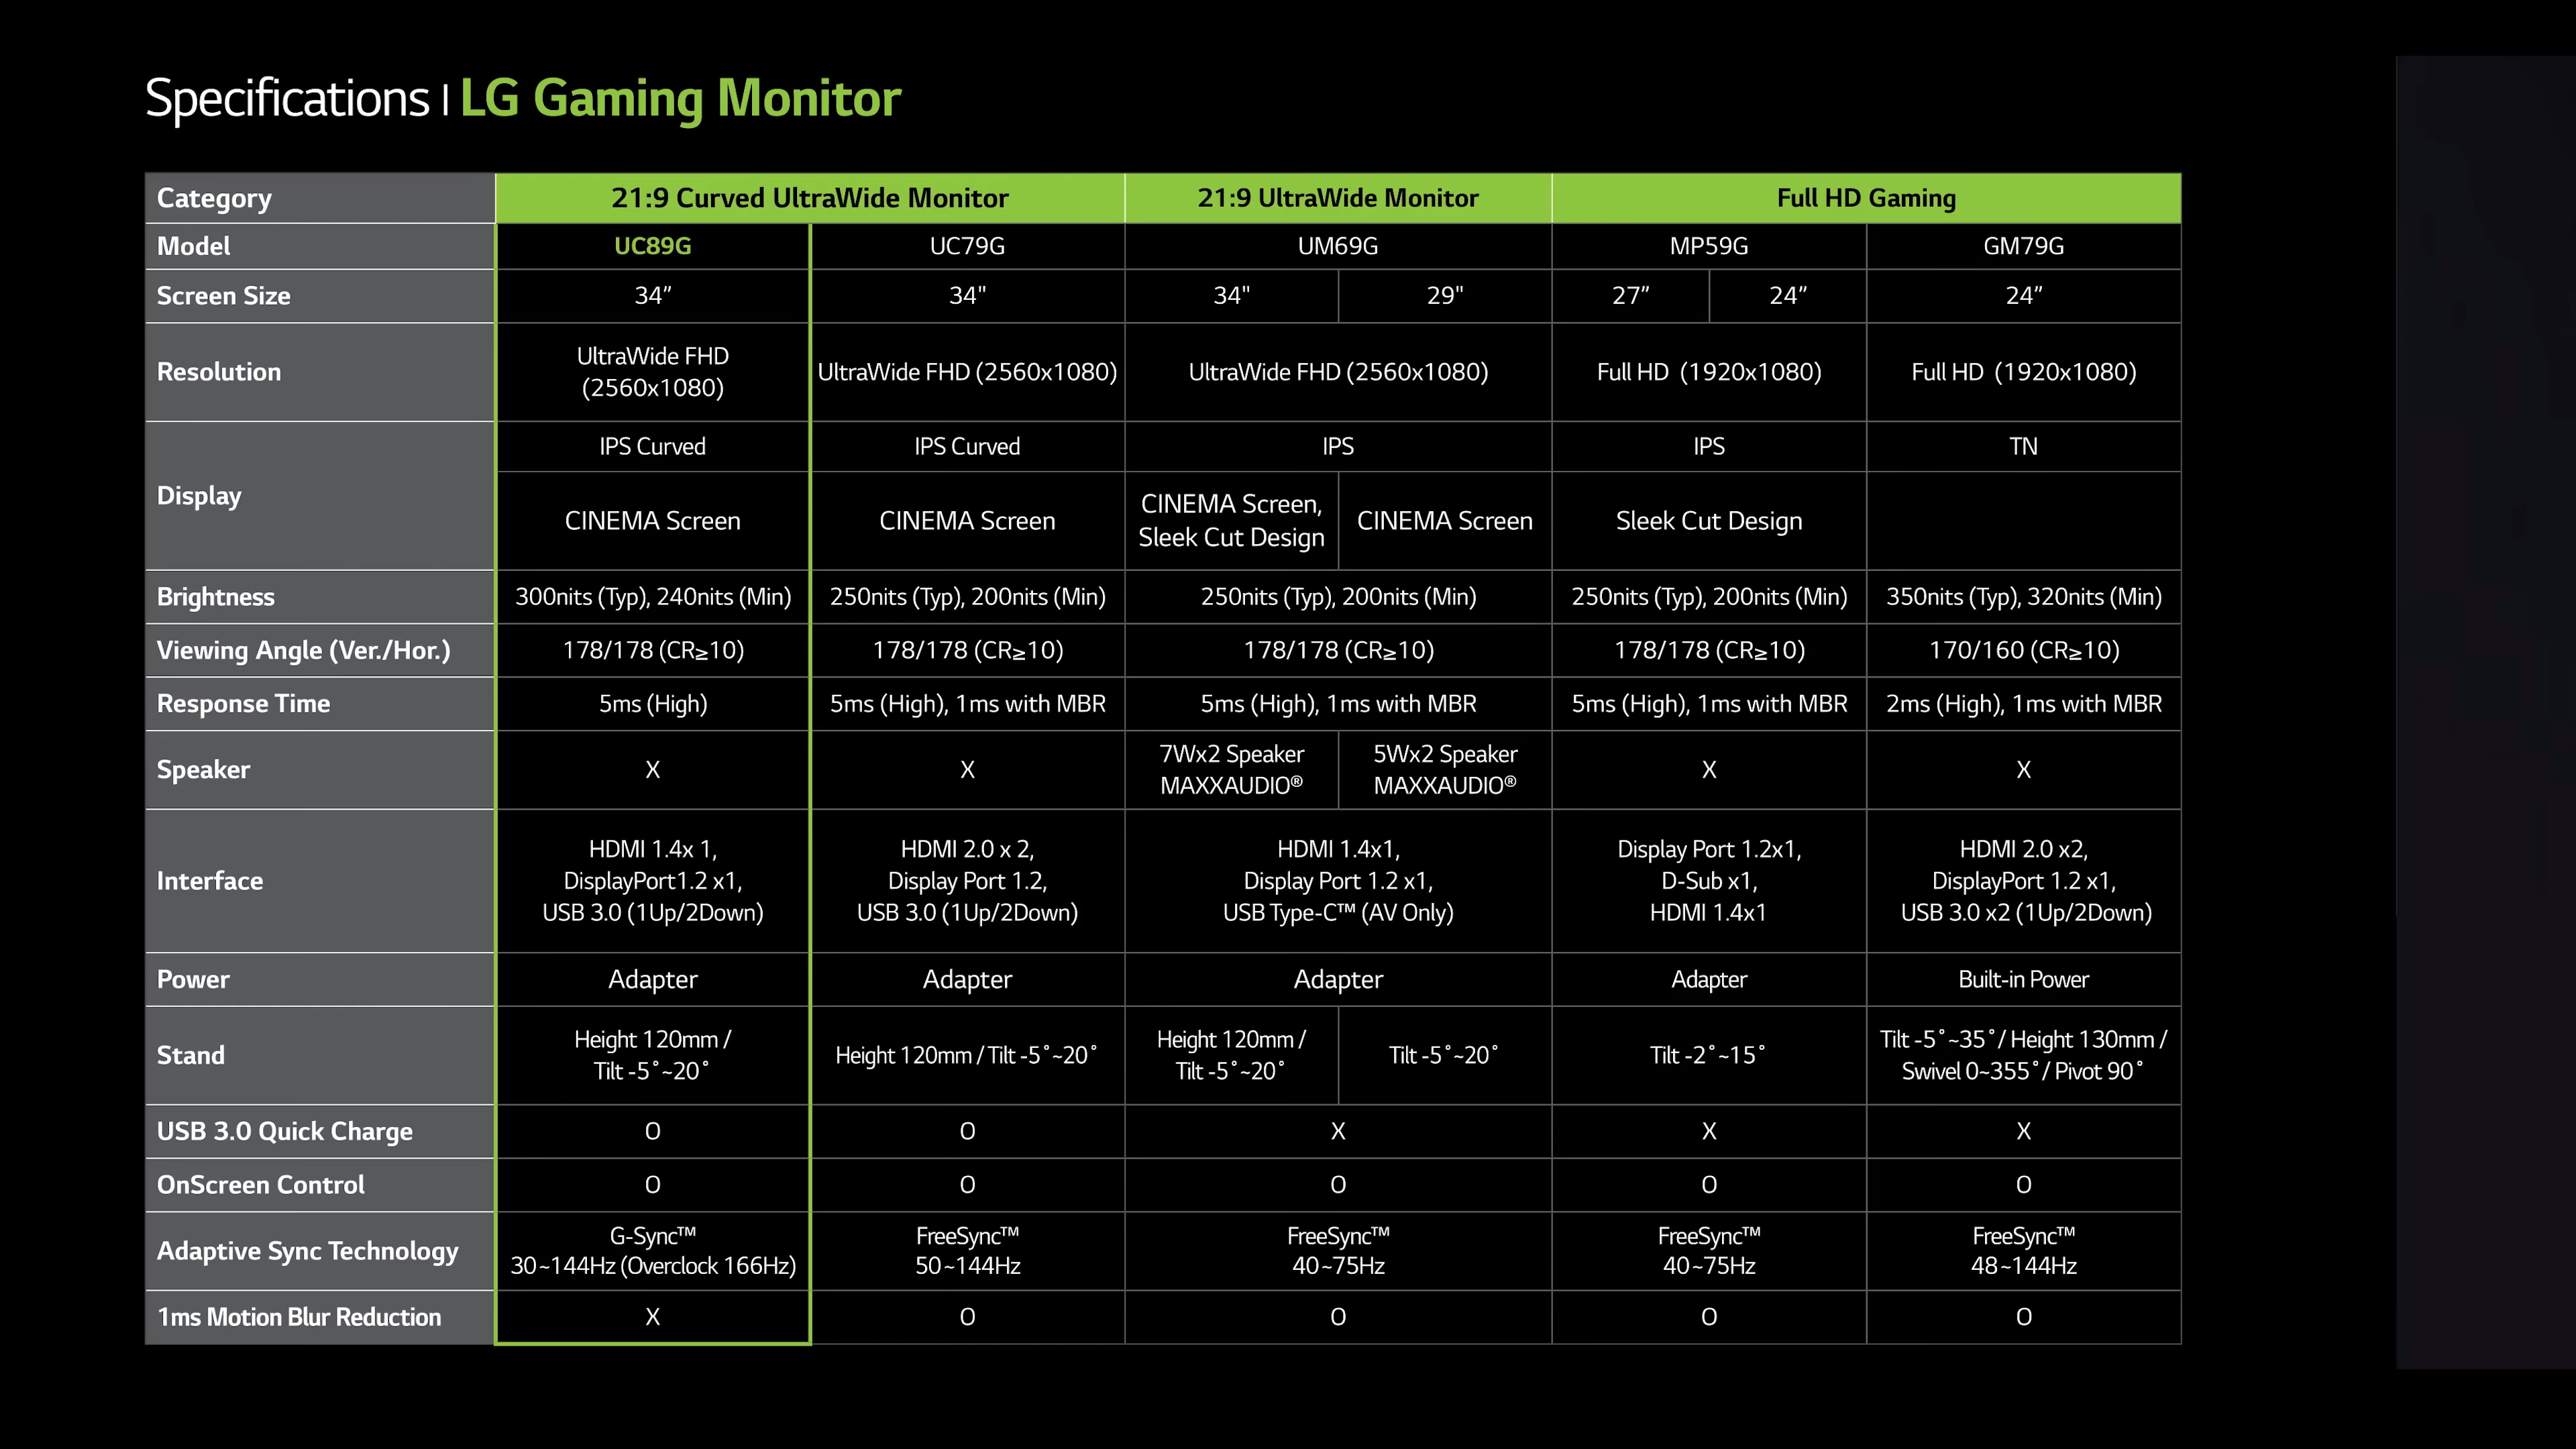 Specifications | LG Gaming Monitor
Category
21:9 Curved UltraWide Monitor
21:9 UltraWide Monitor
Full HD Gaming
Model
UC89G
UC79G
UM69G
MP59G
GM79G
Screen Size
34”
34"
34"
29"
27”
24”
24”
Resolution
UltraWide FHD
(2560x1080)
UltraWide FHD (2560x1080)
UltraWide FHD (2560x1080)
Full HD (1920x1080)
Full HD (1920x1080)
Display
IPS Curved
IPS Curved
IPS
IPS
TN
CINEMA Screen
CINEMA Screen
CINEMA Screen,
Sleek Cut Design
CINEMA Screen
Sleek Cut Design
Brightness
300nits (Typ), 240nits (Min)
250nits (Typ), 200nits (Min)
250nits (Typ), 200nits (Min)
250nits (Typ), 200nits (Min)
350nits (Typ), 320nits (Min)
Viewing Angle (Ver./Hor.)
178/178 (CR≥10)
178/178 (CR≥10)
178/178 (CR≥10)
178/178 (CR≥10)
170/160 (CR≥10)
Response Time
5ms (High)
5ms (High), 1ms with MBR
5ms (High), 1ms with MBR
5ms (High), 1ms with MBR
2ms (High), 1ms with MBR
Speaker
X
X
7Wx2 Speaker
MAXXAUDIO®
5Wx2 Speaker
MAXXAUDIO®
X
X
Interface
HDMI 1.4x 1,
DisplayPort1.2 x1,
USB 3.0 (1Up/2Down)
HDMI 2.0 x 2,
Display Port 1.2,
USB 3.0 (1Up/2Down)
HDMI 1.4x1,
Display Port 1.2 x1,
USB Type-C™ (AV Only)
Display Port 1.2x1,
D-Sub x1,
HDMI 1.4x1
HDMI 2.0 x2,
DisplayPort 1.2 x1,
USB 3.0 x2 (1Up/2Down)
Power
Adapter
Adapter
Adapter
Adapter
Built-in Power
Stand
Height 120mm /
Tilt -5˚~20˚
Height 120mm / Tilt -5˚~20˚
Height 120mm /
Tilt -5˚~20˚
Tilt -5˚~20˚
Tilt -2˚~15˚
Tilt -5˚~35˚/ Height 130mm /
Swivel 0~355˚/ Pivot 90˚
USB 3.0 Quick Charge
O
O
X
X
X
OnScreen Control
O
O
O
O
O
Adaptive Sync Technology
G-Sync™
30~144Hz (Overclock 166Hz)
FreeSync™
50~144Hz
FreeSync™
40~75Hz
FreeSync™
40~75Hz
FreeSync™
48~144Hz
1ms Motion Blur Reduction
X
O
O
O
O